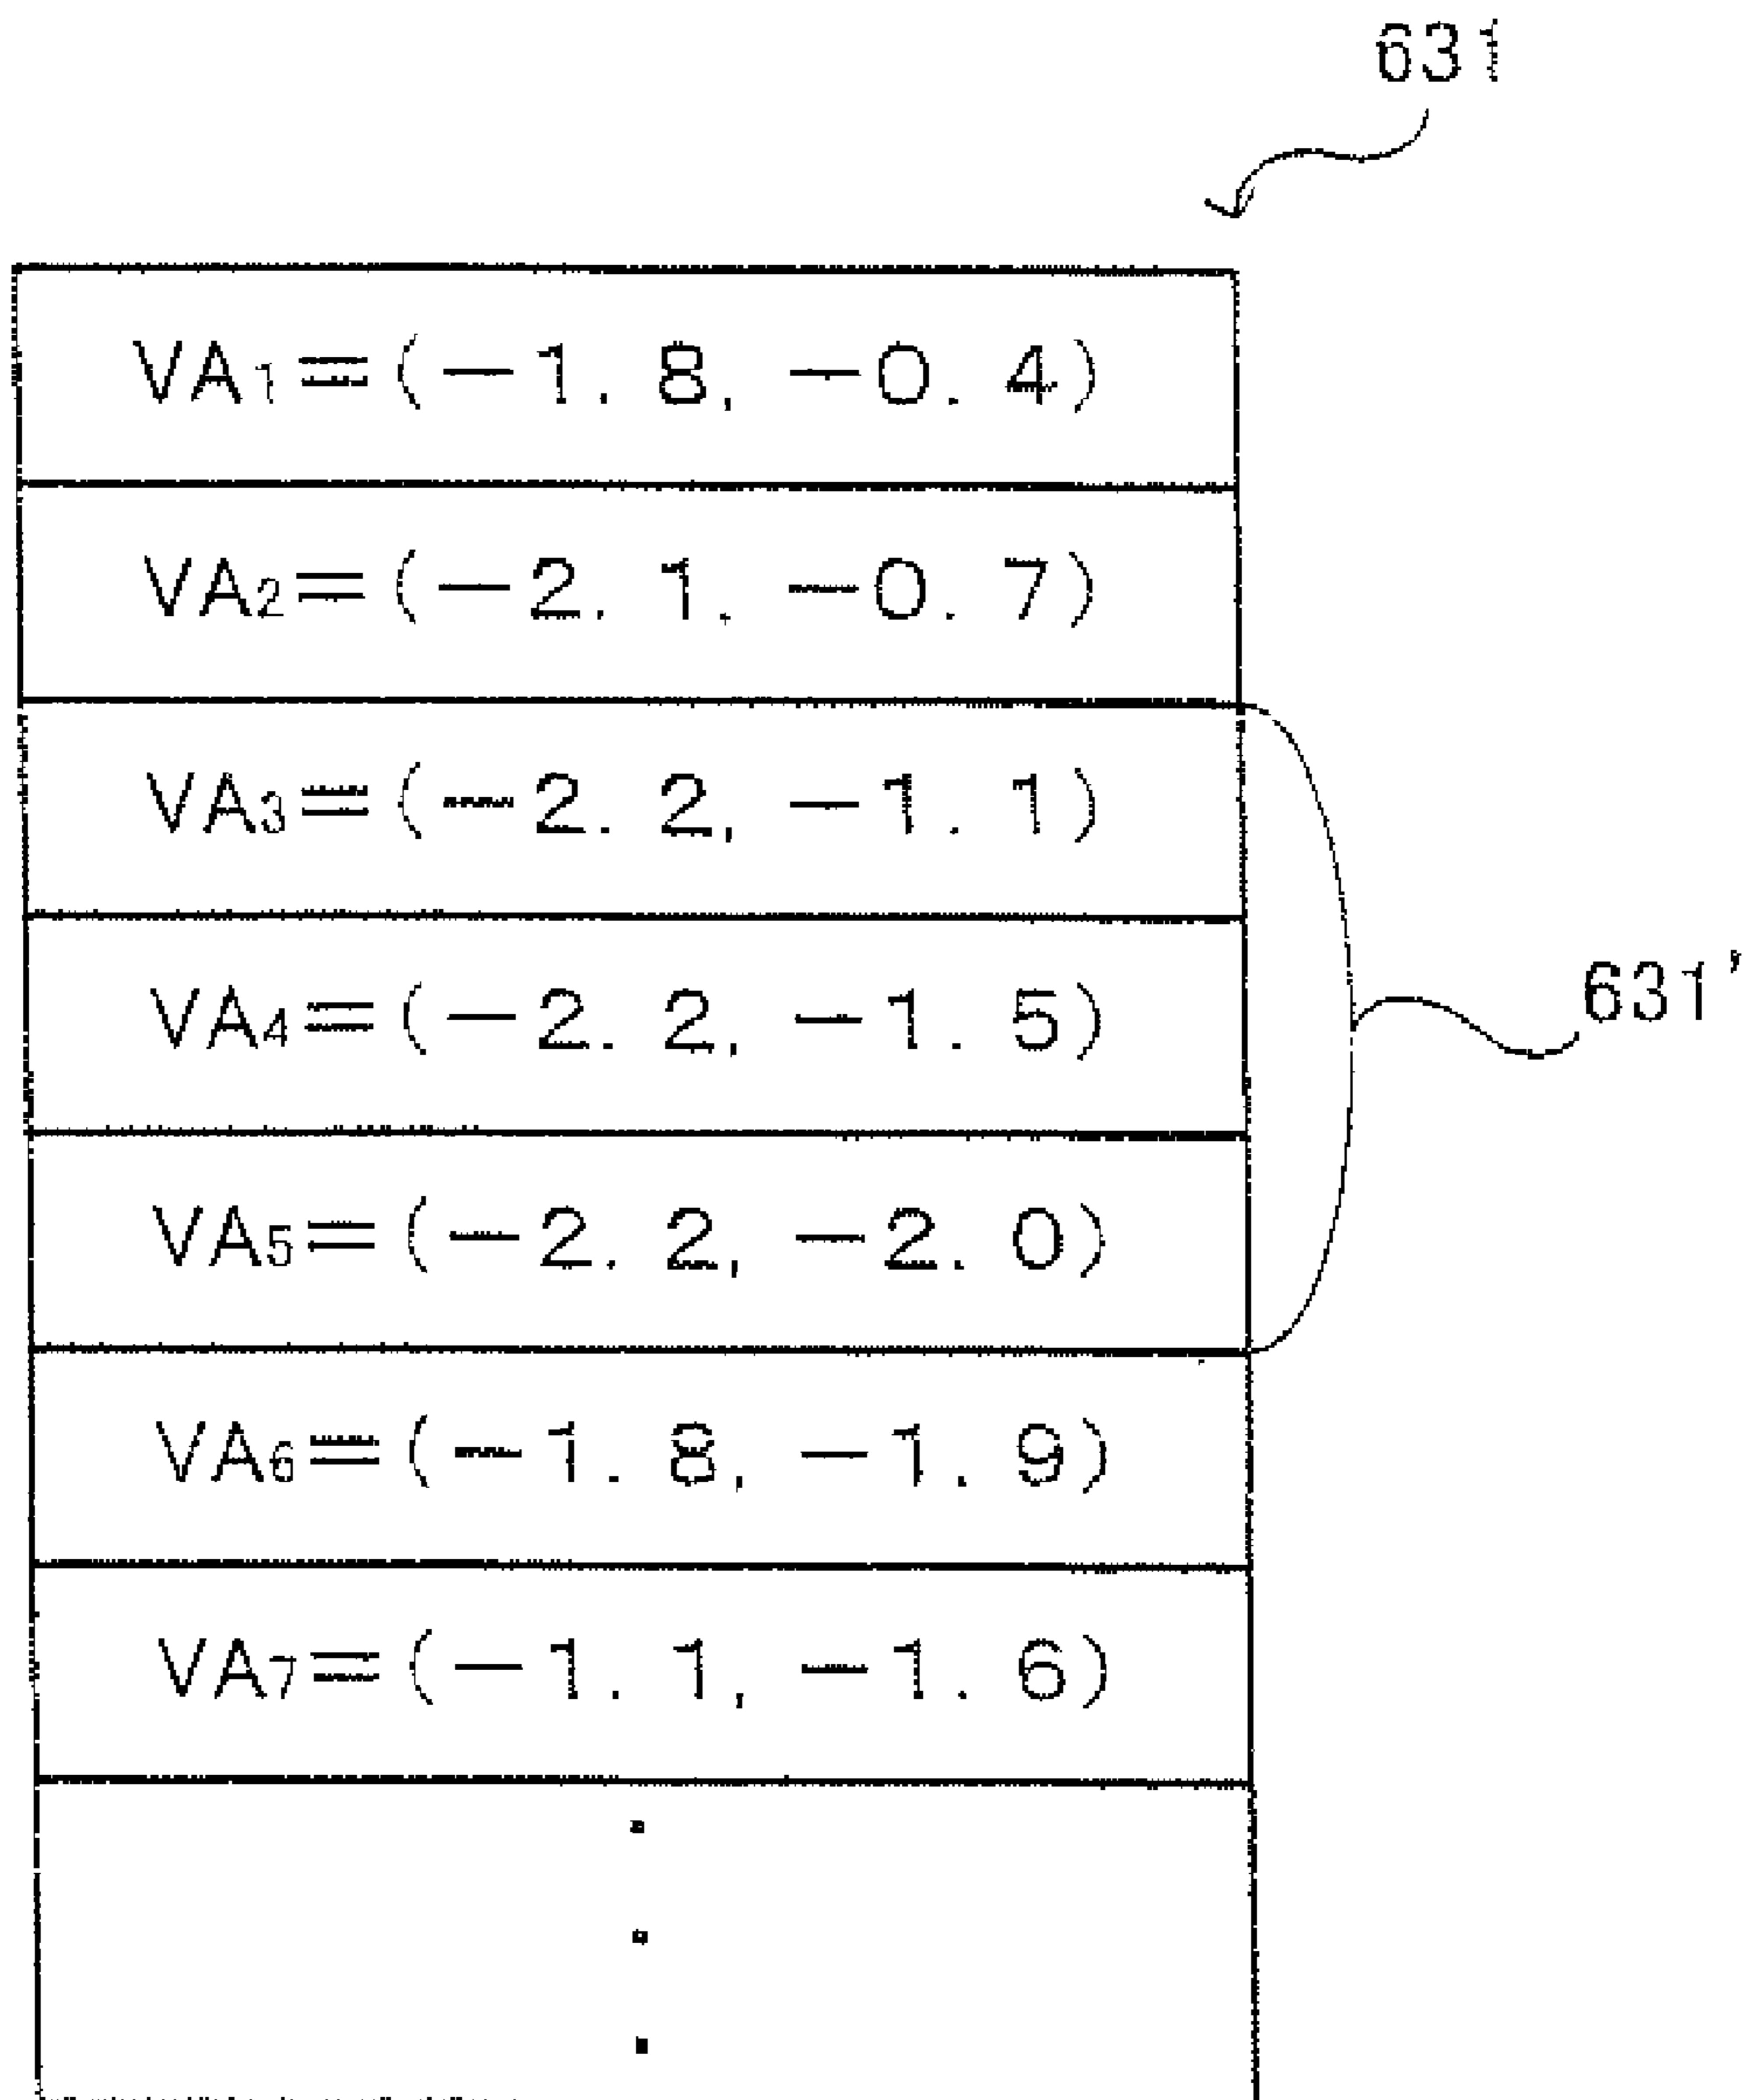 631
VA1=(-1.8, -0.4)
VA2=(-2.1, -0.7)
VA3=(-2.2, -1.1)
VA4=(-2.2, -1.5)
631'
VA5=(-2.2, -2.0)
VA6=(-1.8, -1.9)
VA7=(-1.1, -1.6)